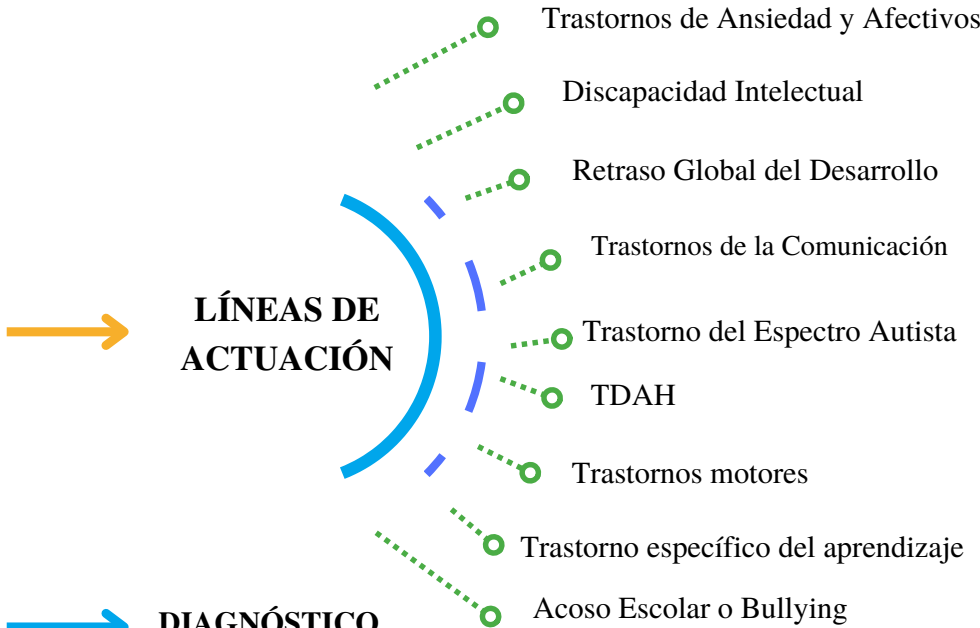 Trastornos de Ansiedad y Afectivos
Discapacidad Intelectual
Retraso Global del Desarrollo
Trastornos de la Comunicación
LÍNEAS DE
ACTUACIÓN
Trastorno del Espectro Autista
TDAH
Trastornos motores
Trastorno específico del aprendizaje
Acoso Escolar o Bullying
DIAGNÓSTICO